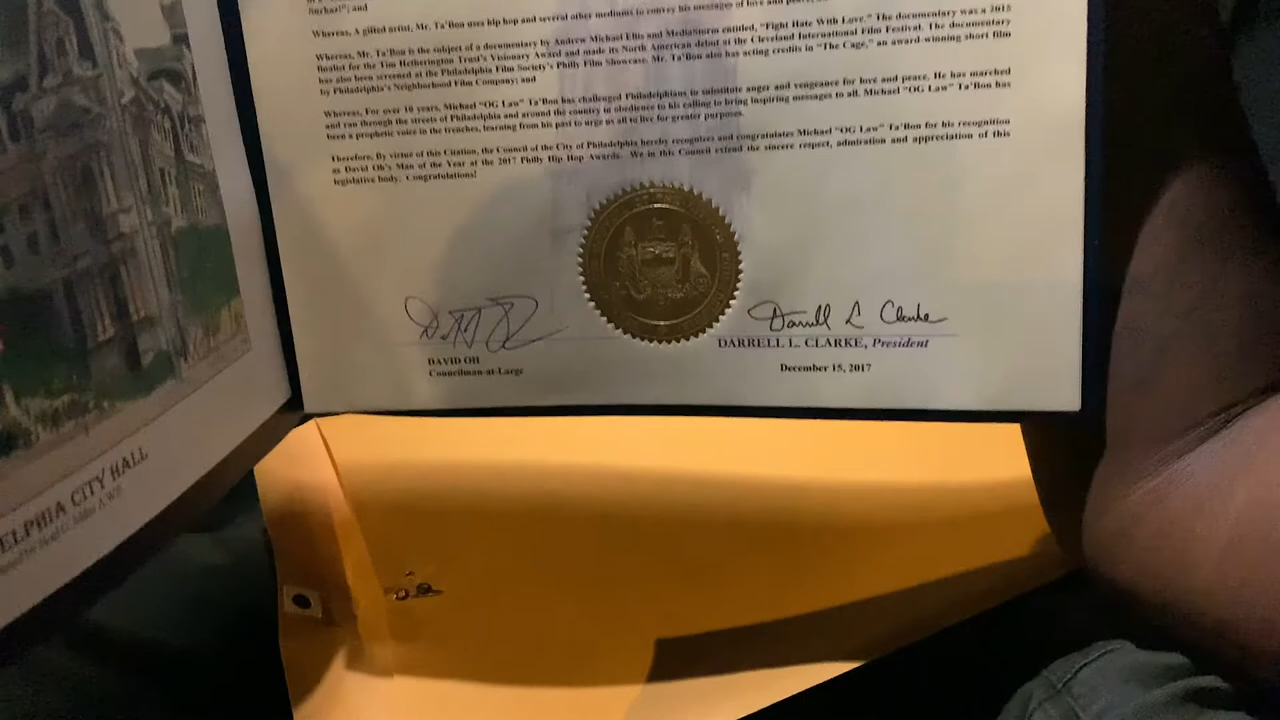 and
Whereas, A gifted artist, Mr. Ta'Bon uses hip hop and several other mediums to convey his messages of love and peace,
Whereas, Mr. Ta'Bon is the subject of a documentary by Andrew Michael Ellis and MediaStorm entitled, "Fight Hate With Love." The documentary was a 2015
finalist for the Tim Hetherington Trust's Visionary Award and made its North American debut at the Cleveland International Film Festival. The documentary
has also been screened at the Philadelphia Film Society's Philly Film Showcase. Mr. Ta'Bon also has acting credits in "The Cage," an award-winning short film
by Philadelphia's Neighborhood Film Company; and
Whereas, For over 10 years, Michael "OG Law" Ta'Bon has challenged Philadelphians to substitute anger and vengeance for love and peace. He has marched
and ran through the streets of Philadelphia and around the country in obedience to his calling to bring inspiring messages to all. Michael "OG Law" Ta'Bon has
been a prophetic voice in the trenches, learning from his past to urge us all to live for greater purposes.
Therefore, By virtue of this Citation, the Council of the City of Philadelphia hereby recognizes and congratulates Michael "OG Law" Ta'Bon for his recognition
as David Oh's Man of the Year at the 2017 Philly Hip Hop Awards. We in this Council extend the sincere respect, admiration and appreciation of this
legislative body. Congratulations!
Darrell L Clarke
DAVID OH
Councilman-at-Large
DARRELL L. CLARKE, President
December 15, 2017
ELPHIA CITY HALL